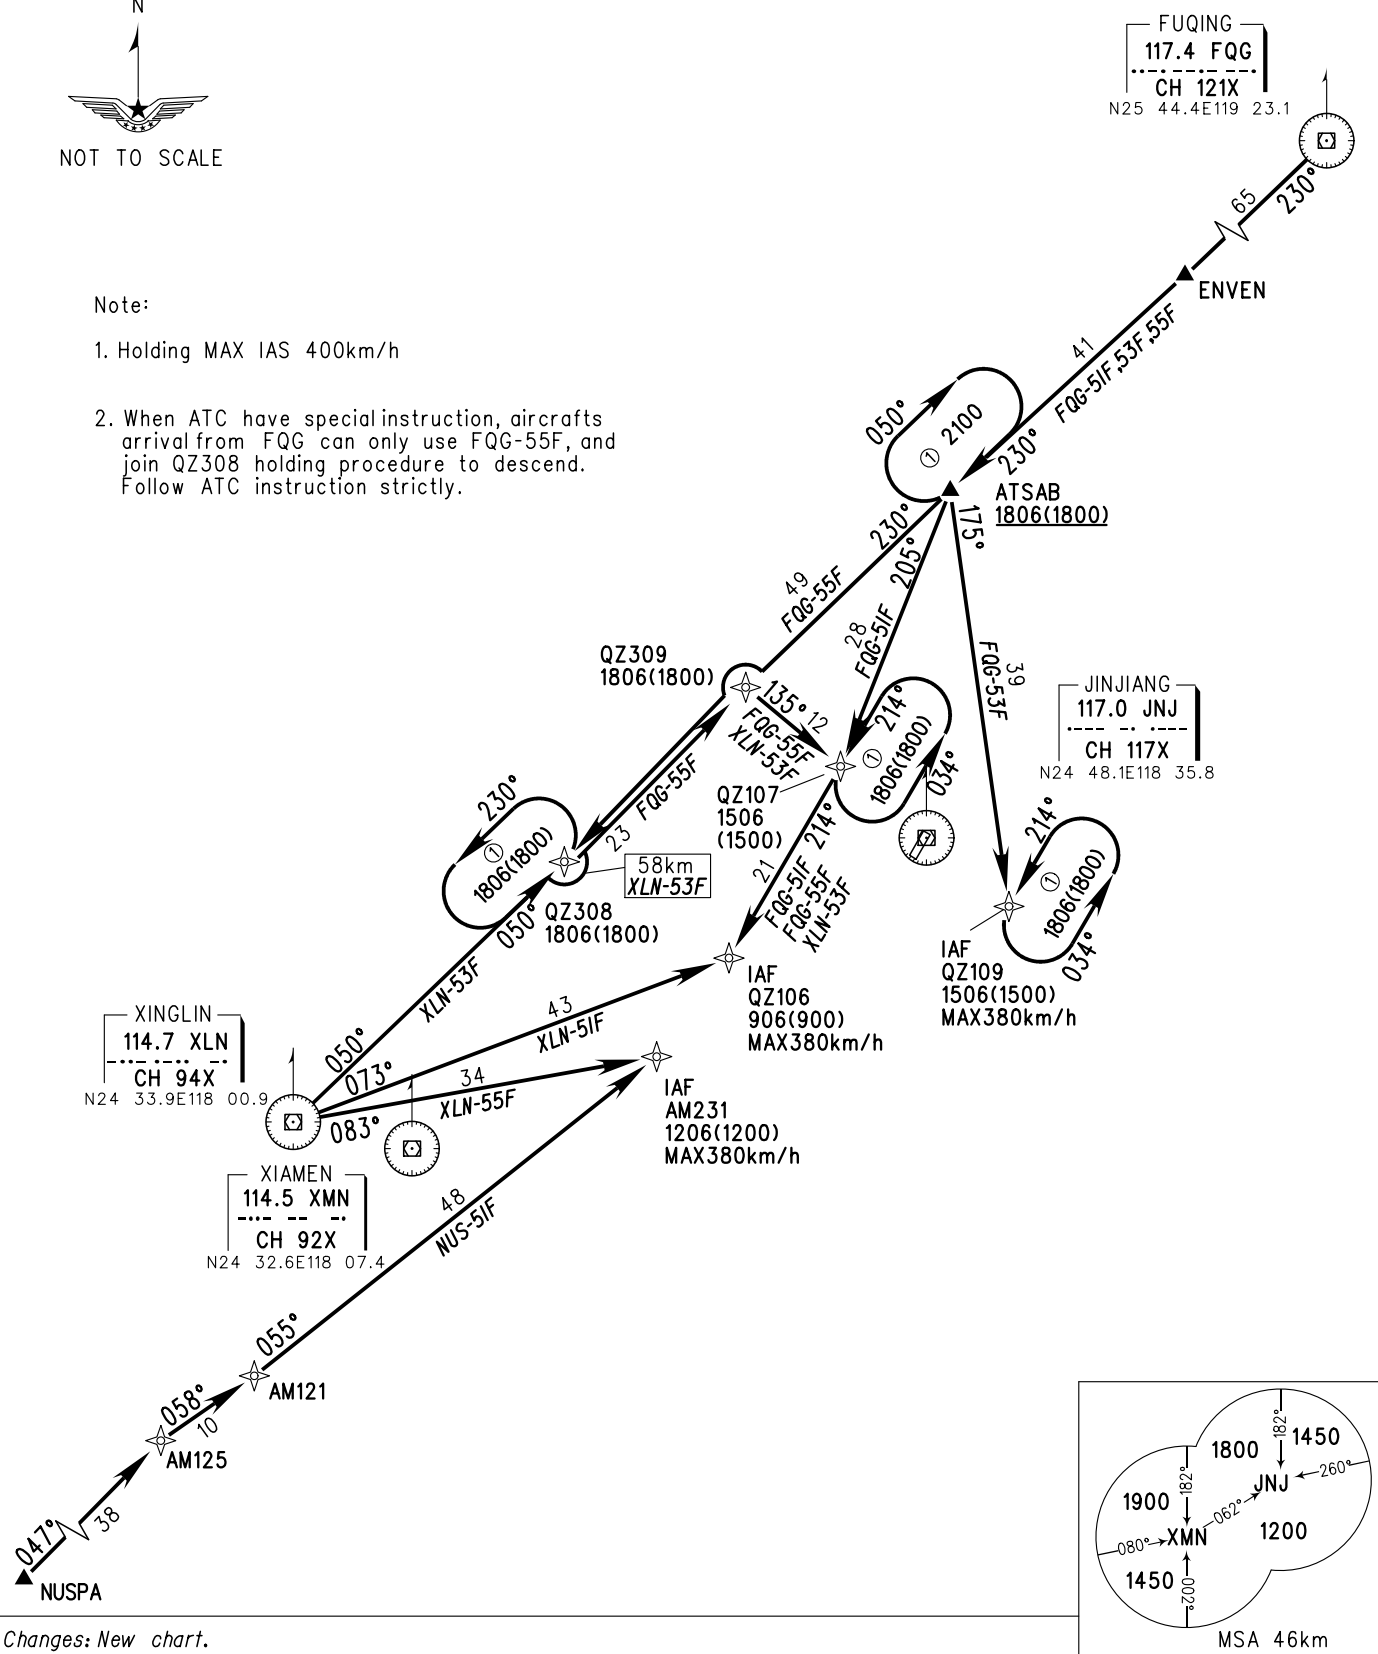 N
NOT TO SCALE
FUQING
117.4 FQG
CH 121X
N25 44.4E119 23.1
230°
65
ENVEN
Note:
1. Holding MAX IAS 400km/h
2. When ATC have special instruction, aircrafts
arrival from FQG can only use FQG-55F, and
join QZ308 holding procedure to descend.
Follow ATC instruction strictly.
41
FQG-51F,53F,55F
050°
① 2100
230°
ATSAB
1806(1800)
230°
205°
175°
49
FQG-55F
28
FQG-51F
39
FQG-53F
QZ309
1806(1800)
135°
12
FQG-55F
XLN-53F
214°
① 1806(1800)
034°
JINJIANG
117.0 JNJ
CH 117X
N24 48.1E118 35.8
QZ107
1506
(1500)
214°
21
FQG-51F
FQG-55F
XLN-53F
FQG-55F
23
230°
① 1806(1800)
58km
XLN-53F
QZ308
1806(1800)
050°
214°
① 1806(1800)
034°
IAF
QZ109
1506(1500)
MAX380km/h
XLN-53F
IAF
QZ106
906(900)
MAX380km/h
43
XLN-51F
XINGLIN
114.7 XLN
CH 94X
N24 33.9E118 00.9
050°
073°
083°
34
XLN-55F
IAF
AM231
1206(1200)
MAX380km/h
XIAMEN
114.5 XMN
CH 92X
N24 32.6E118 07.4
48
NUS-51F
055°
AM121
058°
10
AM125
047°
38
NUSPA
182°
1800
1450
JNJ
260°
1900
182°
062°
080°
XMN
1200
1450
002°
MSA 46km
Changes: New chart.